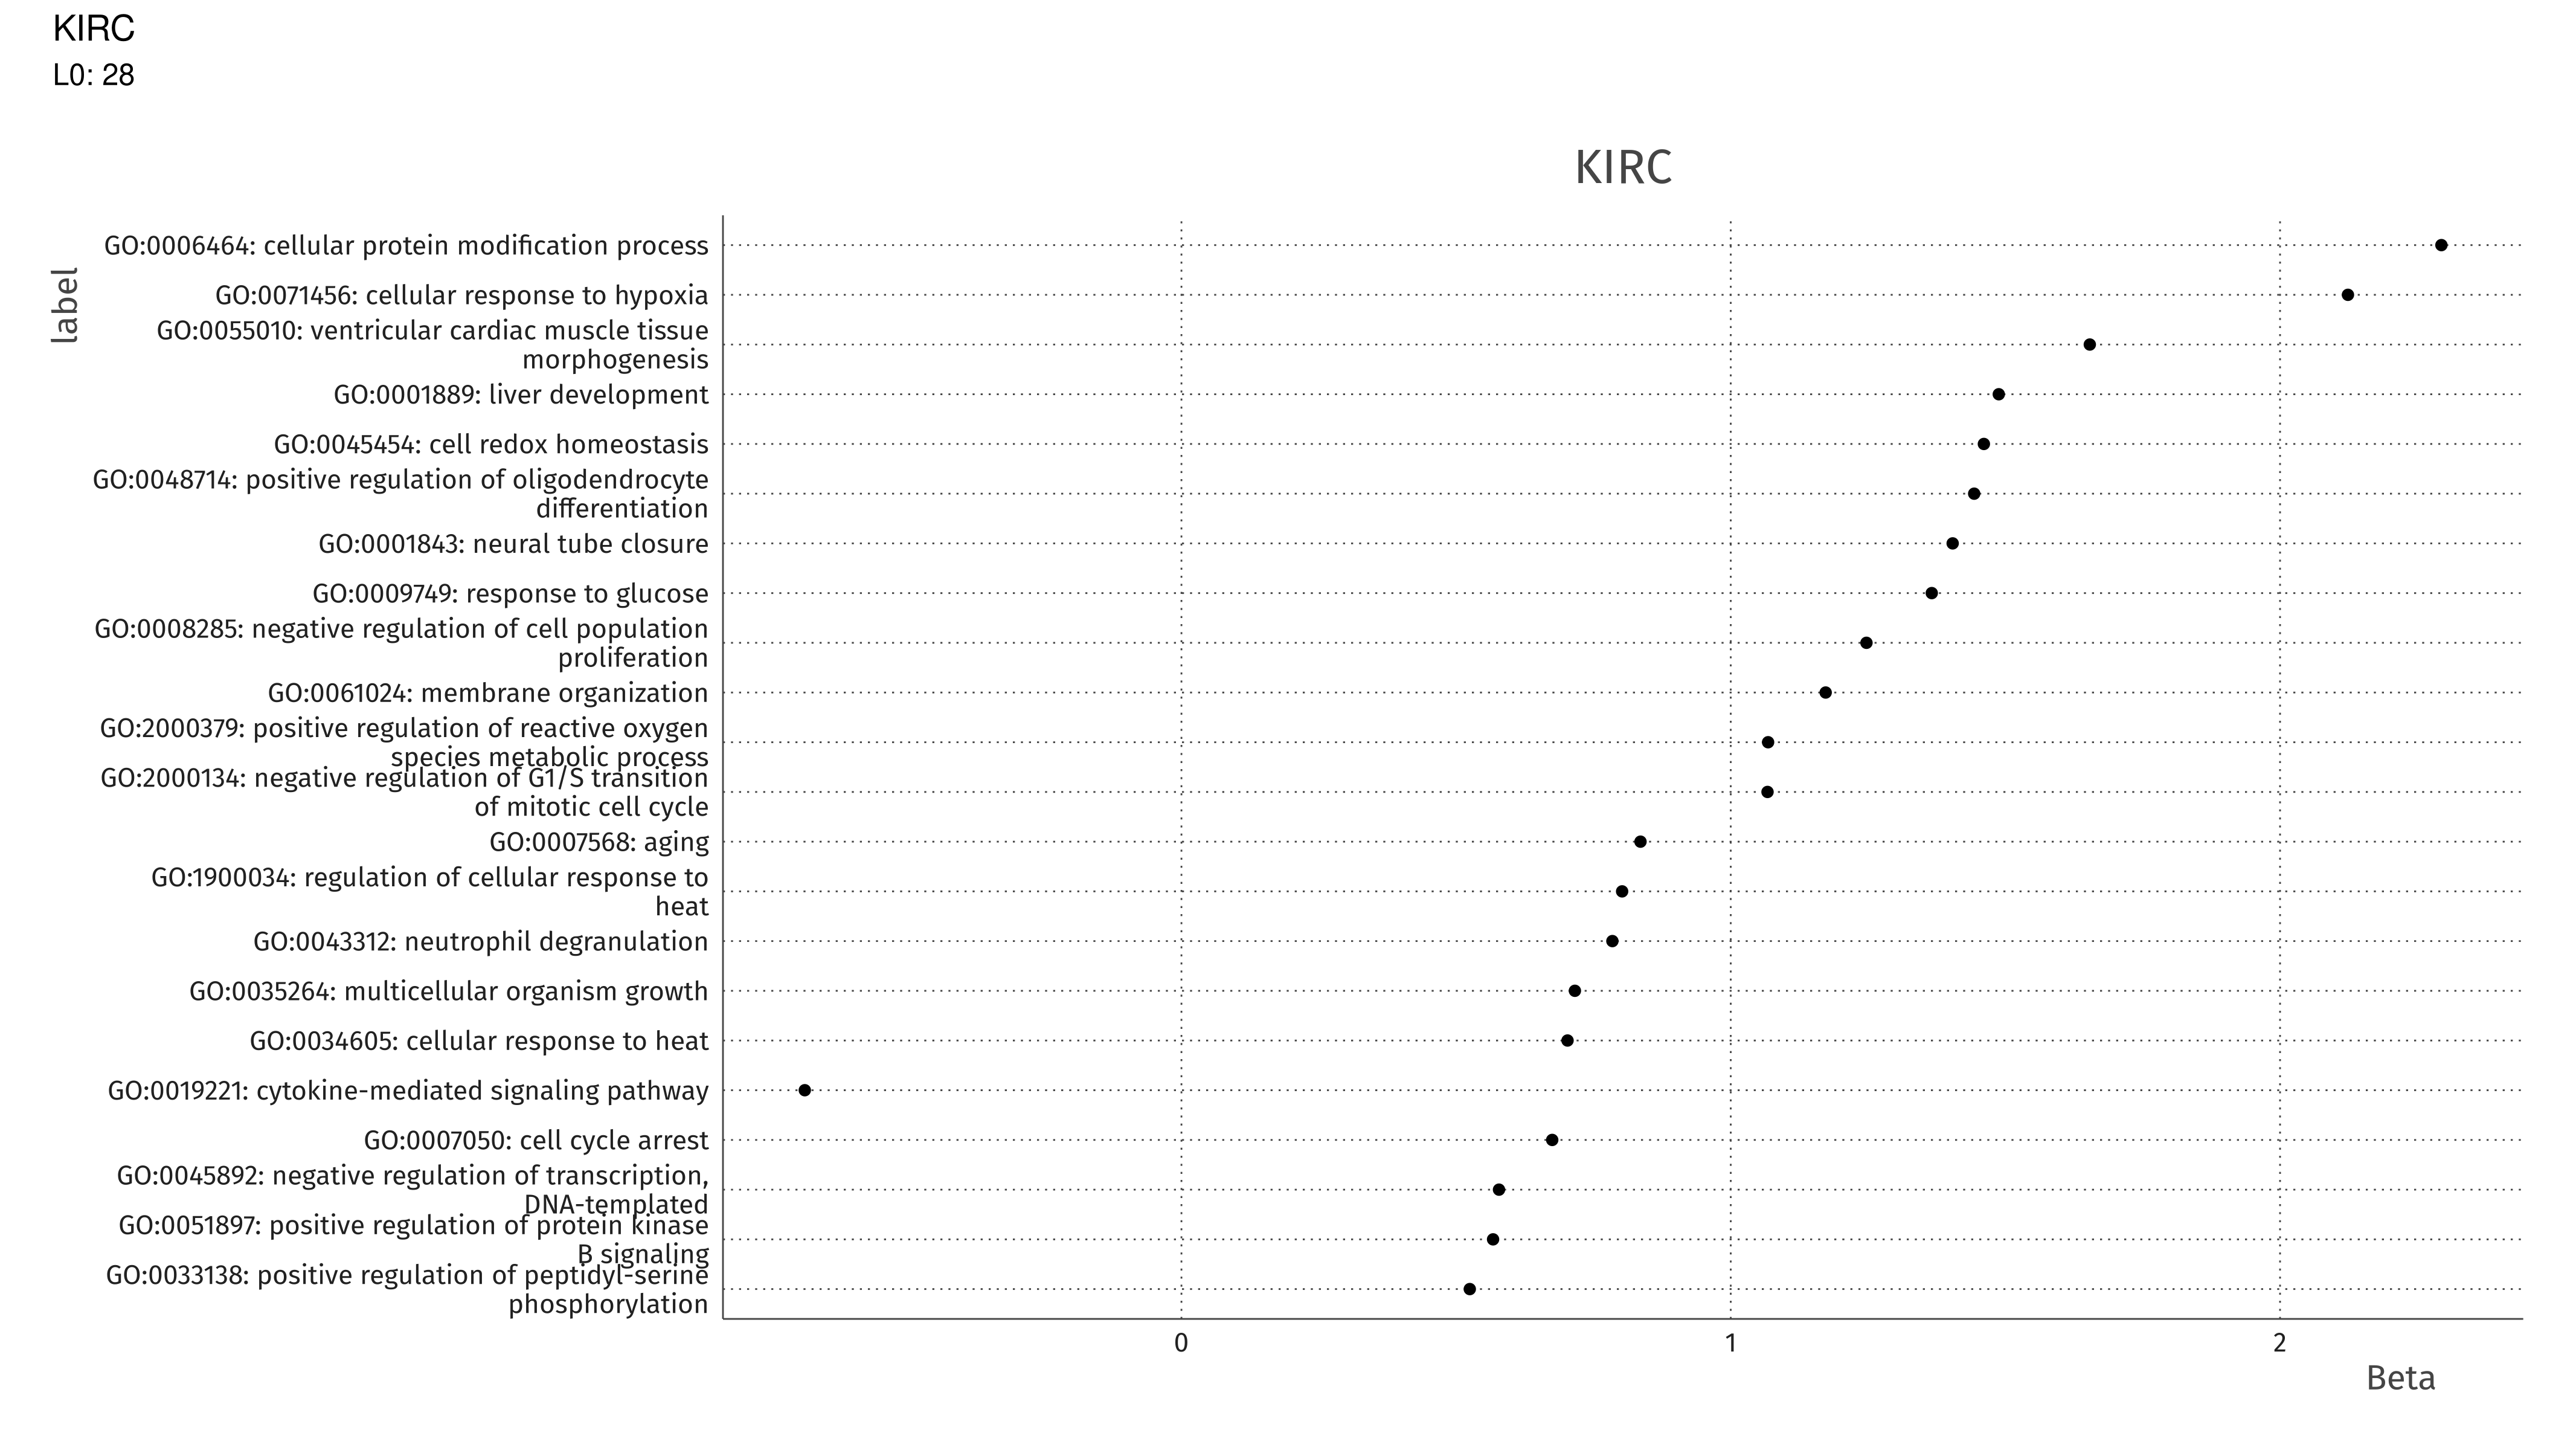 KIRC
L0: 28
KIRC
label
GO:0006464: cellular protein modification process
GO:0071456: cellular response to hypoxia
GO:0055010: ventricular cardiac muscle tissue
morphogenesis
GO:0001889: liver development
GO:0045454: cell redox homeostasis
GO:0048714: positive regulation of oligodendrocyte
differentiation
GO:0001843: neural tube closure
GO:0009749: response to glucose
GO:0008285: negative regulation of cell population
proliferation
GO:0061024: membrane organization
GO:2000379: positive regulation of reactive oxygen
species metabolic process
GO:2000134: negative regulation of G1/S transition
of mitotic cell cycle
GO:0007568: aging
GO:1900034: regulation of cellular response to
heat
GO:0043312: neutrophil degranulation
GO:0035264: multicellular organism growth
GO:0034605: cellular response to heat
GO:0019221: cytokine-mediated signaling pathway
GO:0007050: cell cycle arrest
GO:0045892: negative regulation of transcription,
DNA-templated
GO:0051897: positive regulation of protein kinase
B signaling
GO:0033138: positive regulation of peptidyl-serine
phosphorylation
0 1 2
Beta